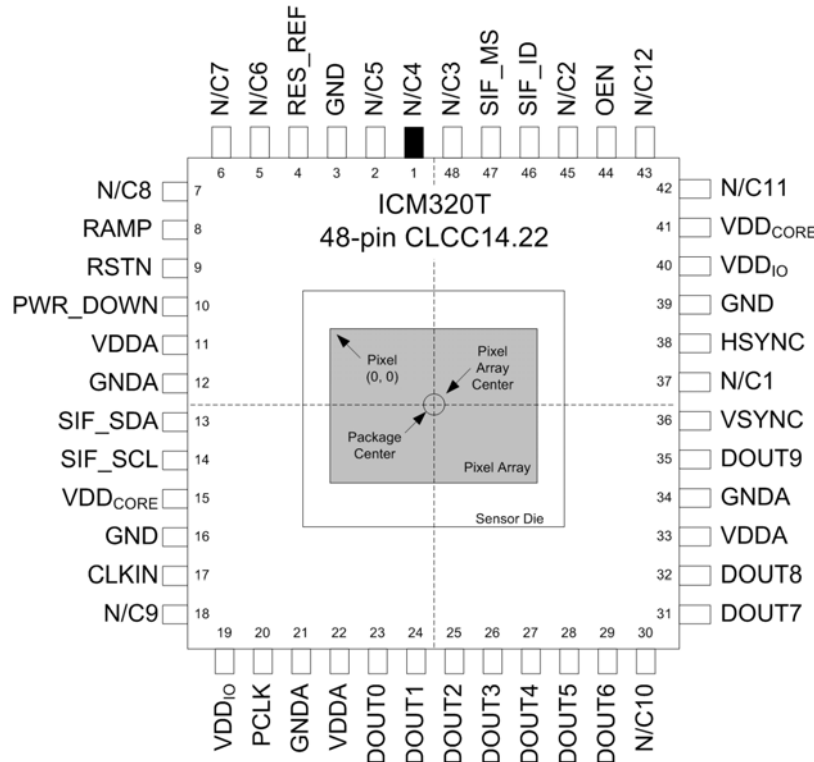 N/C7
N/C6
RES_REF
GND
N/C5
N/C4
N/C3
SIF_MS
SIF_ID
N/C2
OEN
N/C12
6
5
4
3
2
1
48
47
46
45
44
43
ICM320T
48-pin CLCC14.22
N/C8
7
RAMP
8
RSTN
9
PWR_DOWN
10
VDDA
11
GNDA
12
SIF_SDA
13
SIF_SCL
14
VDDCORE
15
GND
16
CLKIN
17
N/C9
18
42
N/C11
41
VDDCORE
40
VDDIO
39
GND
38
HSYNC
37
N/C1
36
VSYNC
35
DOUT9
34
GNDA
33
VDDA
32
DOUT8
31
DOUT7
Pixel
(0, 0)
Pixel
Array
Center
Package
Center
Pixel Array
Sensor Die
19
20
21
22
23
24
25
26
27
28
29
30
VDDIO
PCLK
GNDA
VDDA
DOUT0
DOUT1
DOUT2
DOUT3
DOUT4
DOUT5
DOUT6
N/C10